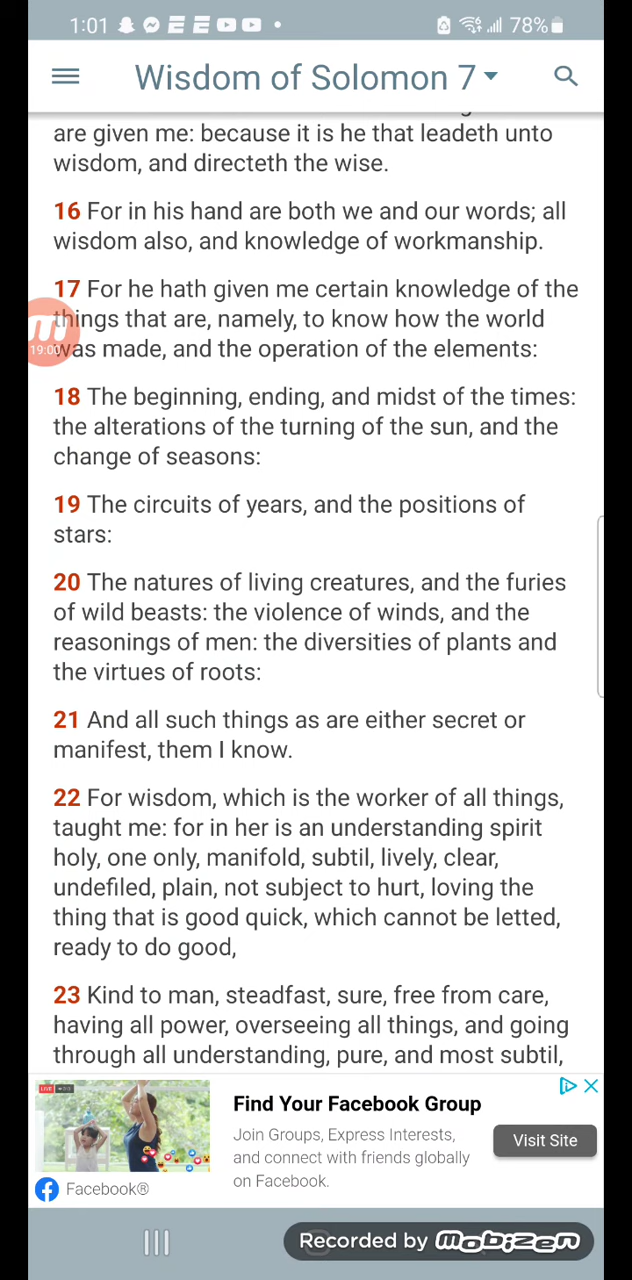 1:01
78%
Wisdom of Solomon 7
are given me: because it is he that leadeth unto
wisdom, and directeth the wise.
16 For in his hand are both we and our words; all
wisdom also, and knowledge of workmanship.
17 For he hath given me certain knowledge of the
things that are, namely, to know how the world
19:00
was made, and the operation of the elements:
18 The beginning, ending, and midst of the times:
the alterations of the turning of the sun, and the
change of seasons:
19 The circuits of years, and the positions of
stars:
20 The natures of living creatures, and the furies
of wild beasts: the violence of winds, and the
reasonings of men: the diversities of plants and
the virtues of roots:
21 And all such things as are either secret or
manifest, them I know.
22 For wisdom, which is the worker of all things,
taught me: for in her is an understanding spirit
holy, one only, manifold, subtil, lively, clear,
undefiled, plain, not subject to hurt, loving the
thing that is good quick, which cannot be letted,
ready to do good,
23 Kind to man, steadfast, sure, free from care,
having all power, overseeing all things, and going
through all understanding, pure, and most subtil,
LIVE
Find Your Facebook Group
Join Groups, Express Interests,
and connect with friends globally
on Facebook.
Visit Site
Facebook®
Recorded by mobizen